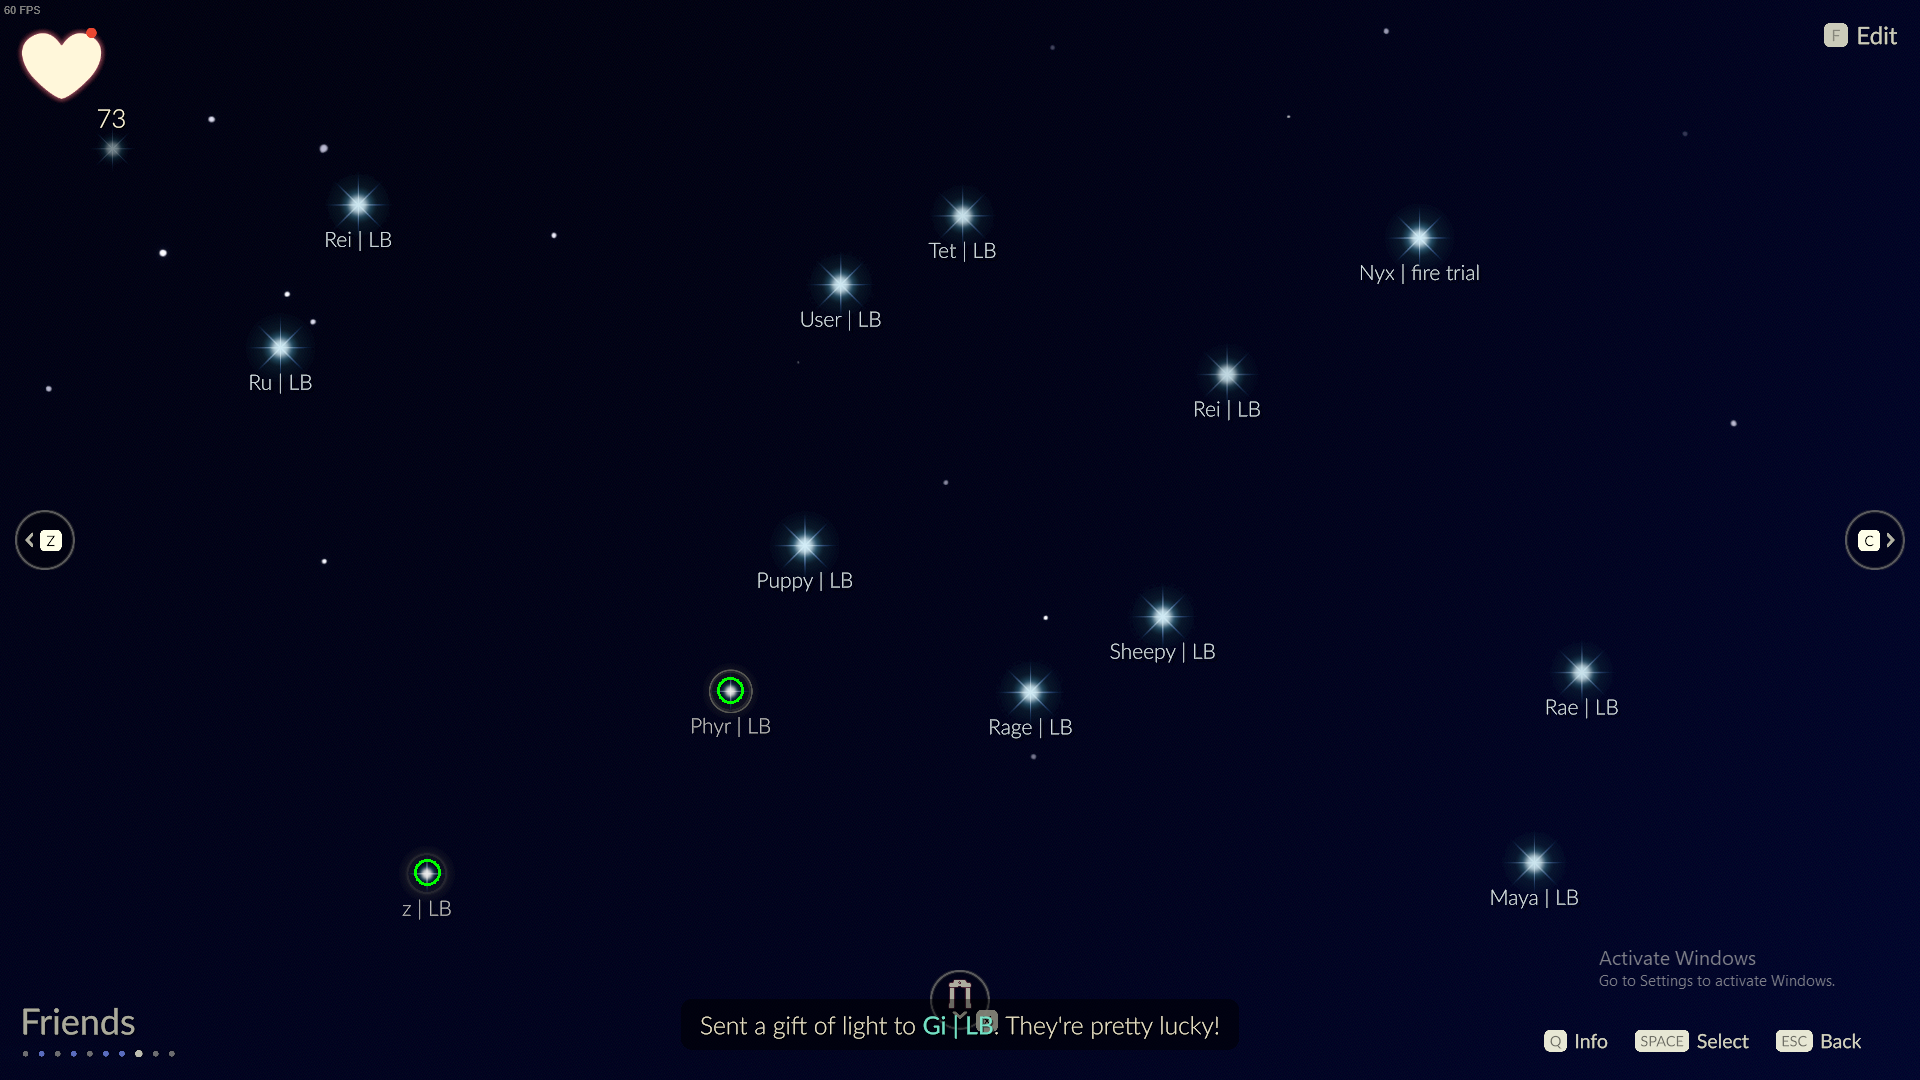 60 FPS
F Edit
73
Rei | LB
Tet | LB
Nyx | fire trial
User | LB
Ru | LB
Rei | LB
Z
C
Puppy | LB
Sheepy | LB
Phyr | LB
Rage | LB
Rae | LB
z | LB
Maya | LB
Activate Windows
Go to Settings to activate Windows.
Friends
Sent a gift of light to Gi | LB. They're pretty lucky!
Q Info SPACE Select ESC Back